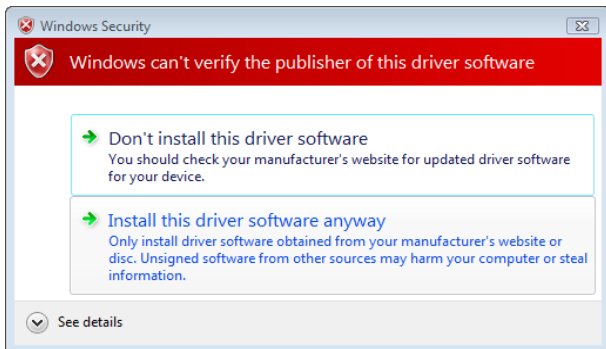 Windows Security
Windows can't verify the publisher of this driver software
Don't install this driver software
You should check your manufacturer's website for updated driver software
for your device.
Install this driver software anyway
Only install driver software obtained from your manufacturer's website or
disc. Unsigned software from other sources may harm your computer or steal
information.
See details